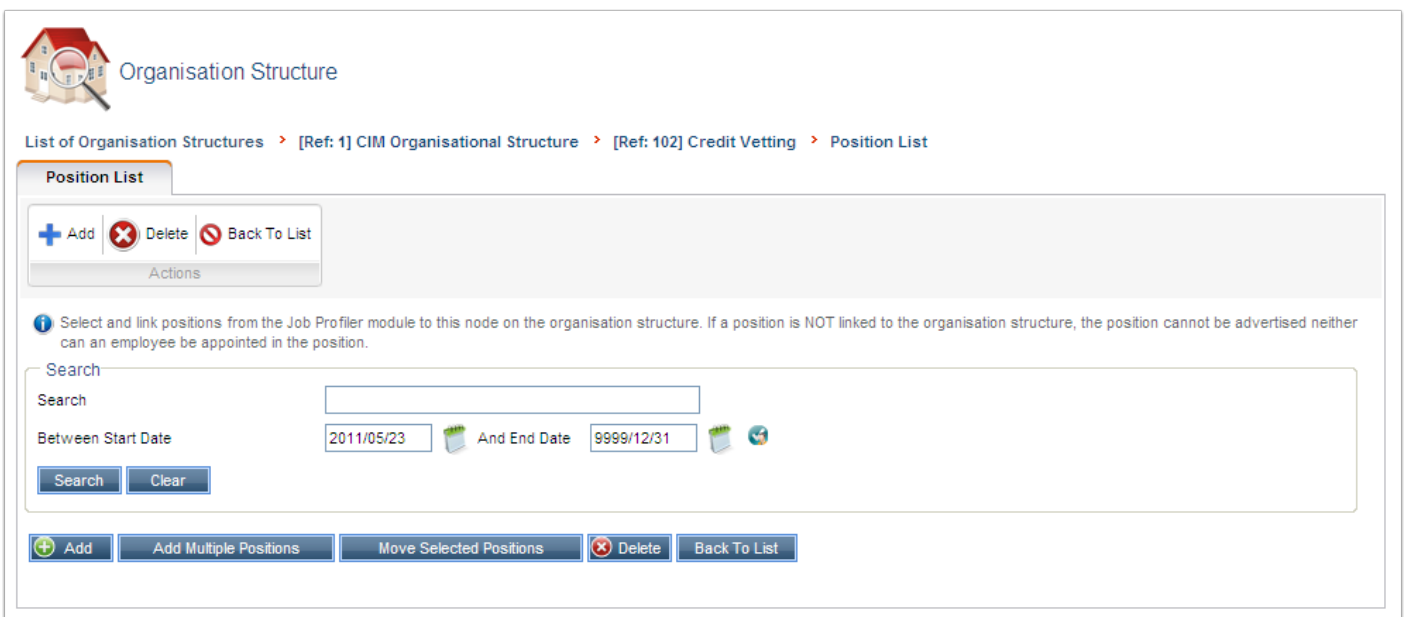 Organisation Structure
List of Organisation Structures > [Ref: 1] CIM Organisational Structure > [Ref: 102] Credit Vetting > Position List
Position List
Add Delete Back To List
Actions
Select and link positions from the Job Profiler module to this node on the organisation structure. If a position is NOT linked to the organisation structure, the position cannot be advertised neither
can an employee be appointed in the position.
Search
Search
Between Start Date 2011/05/23 And End Date 9999/12/31
Search Clear
Add Add Multiple Positions Move Selected Positions Delete Back To List